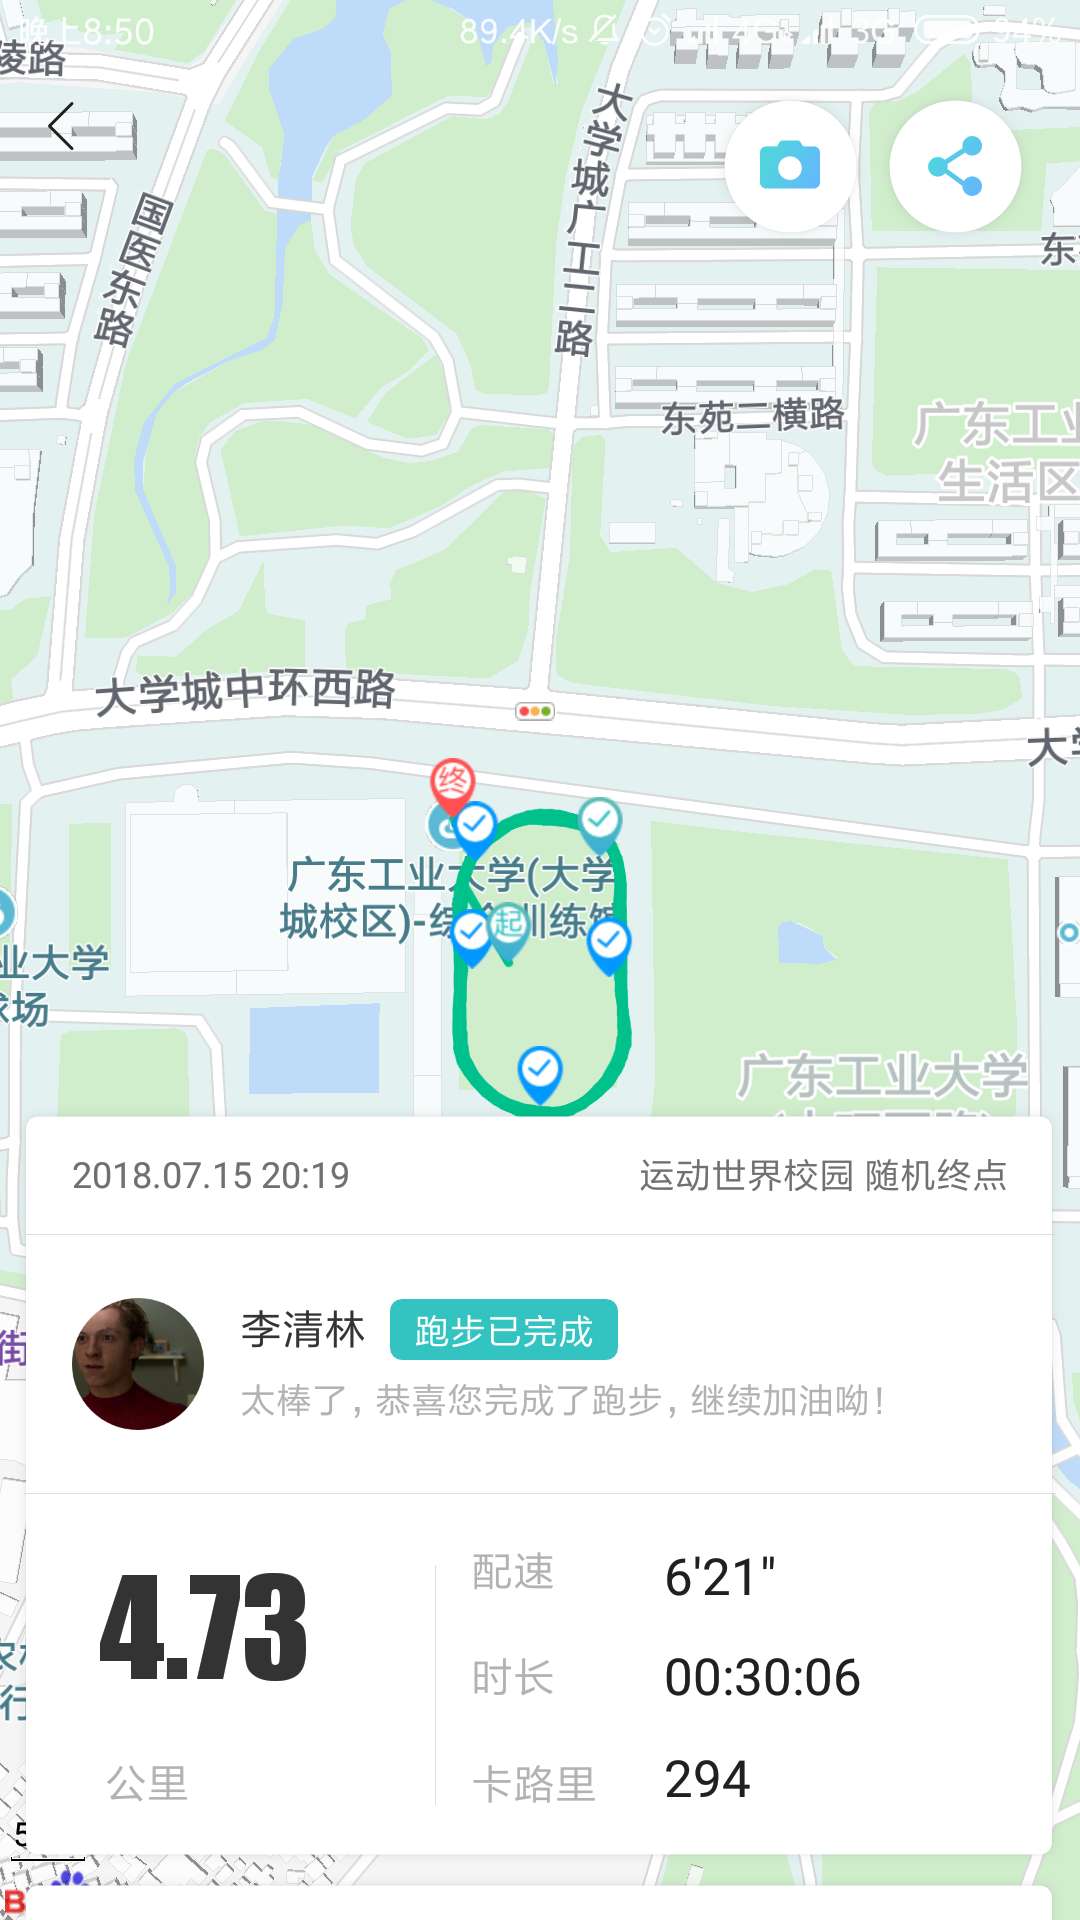 晚上8:50
89.4K/s
94%
陵路
国医东路
大学城广工二路
东苑二横路
广东工业
生活区
大学城中环西路
终
广东工业大学(大学
城校区)-综合训练馆
起
业大学
球场
广东工业大学
街
2018.07.15 20:19
运动世界校园 随机终点
李清林
跑步已完成
太棒了，恭喜您完成了跑步，继续加油呦！
4.73
公里
配速
6'21"
时长
00:30:06
卡路里
294